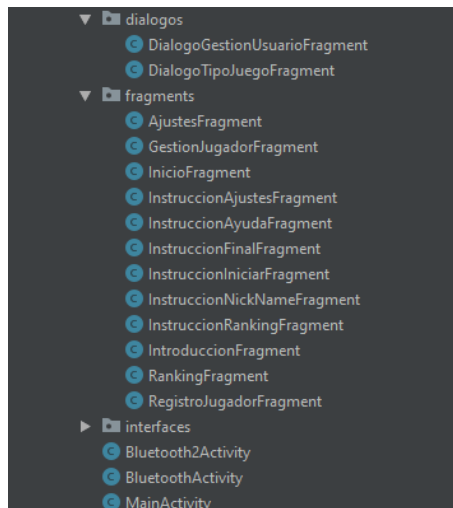 dialogos
DialogoGestionUsuarioFragment
DialogoTipoJuegoFragment
fragments
AjustesFragment
GestionJugadorFragment
InicioFragment
InstruccionAjustesFragment
InstruccionAyudaFragment
InstruccionFinalFragment
InstruccionIniciarFragment
InstruccionNickNameFragment
InstruccionRankingFragment
IntroduccionFragment
RankingFragment
RegistroJugadorFragment
interfaces
Bluetooth2Activity
BluetoothActivity
MainActivity